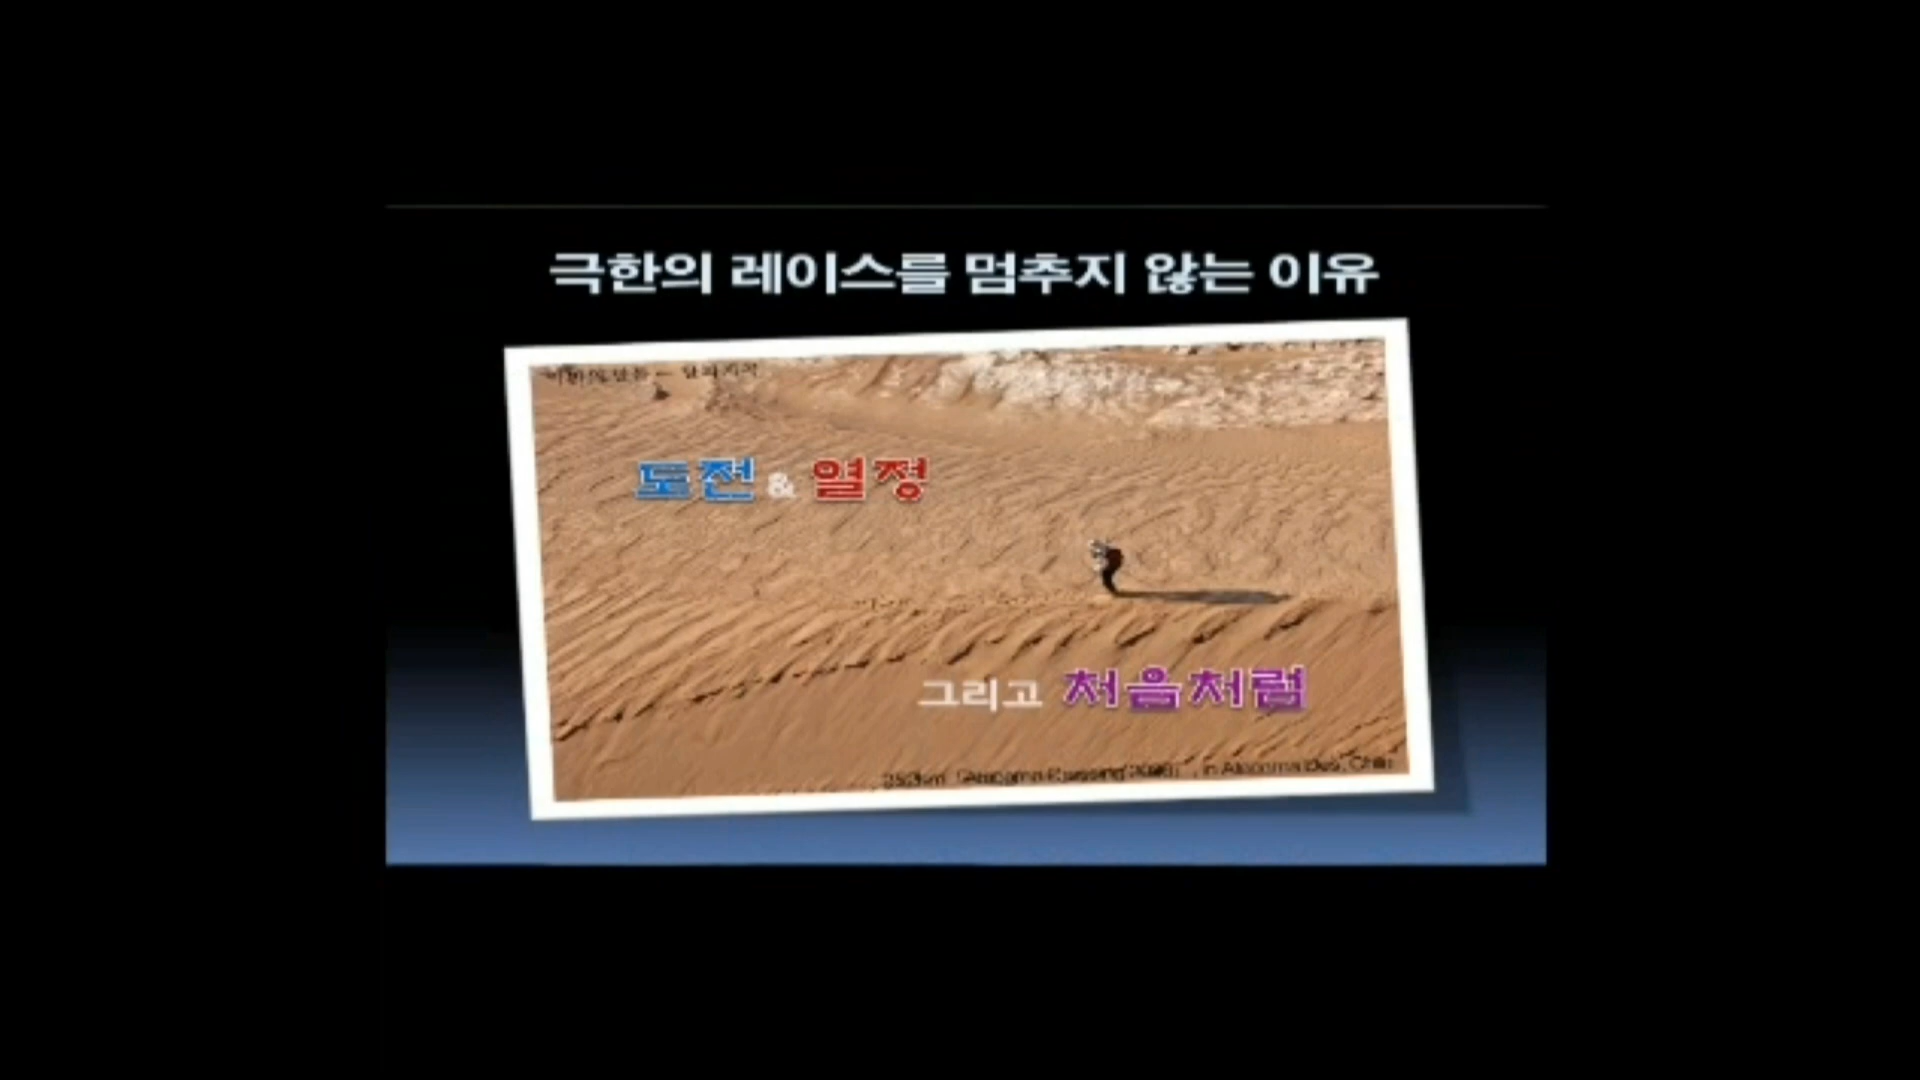 극한의 레이스를 멈추지 않는 이유
도전 & 열정
그리고 처음처럼